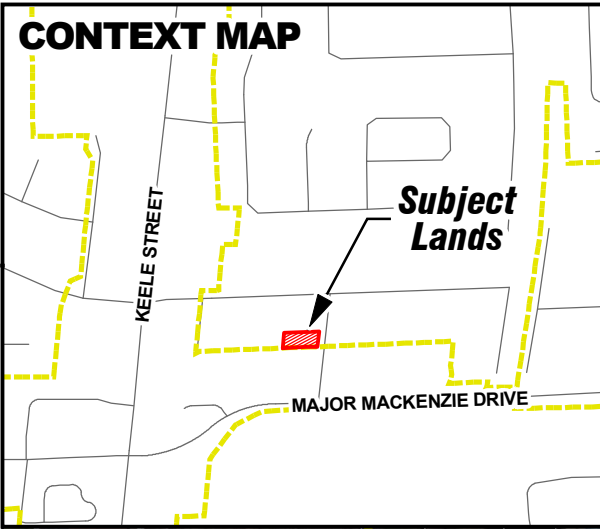 CONTEXT MAP
Subject
Lands
KEELE STREET
MAJOR MACKENZIE DRIVE